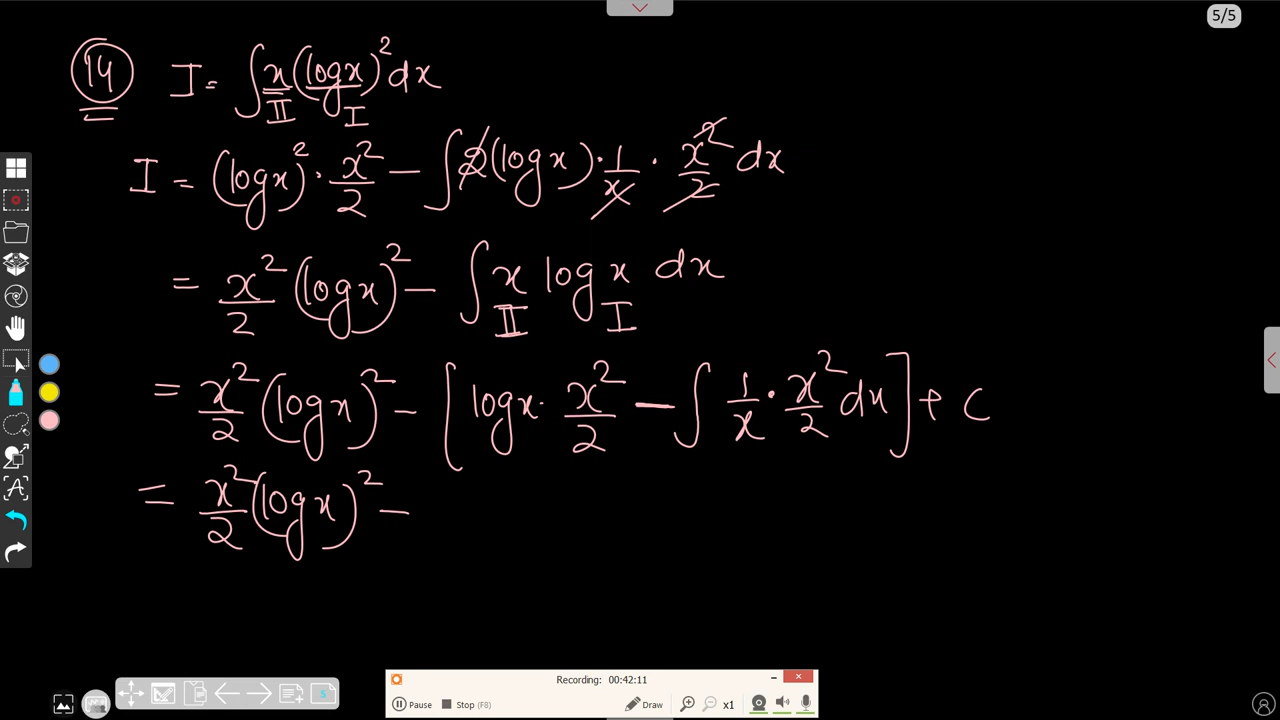 5/5
14 I = ∫ x (log x)² dx
II I
I = (log x)² · x²/2 − ∫ 2(log x) · 1/x · x²/2 dx
= x²/2 (log x)² − ∫ x log x dx
II I
= x²/2 (log x)² − [log x · x²/2 − ∫ 1/x · x²/2 dx] + C
= x²/2 (log x)² −
Recording: 00:42:11
Pause Stop (F8) Draw x1
5